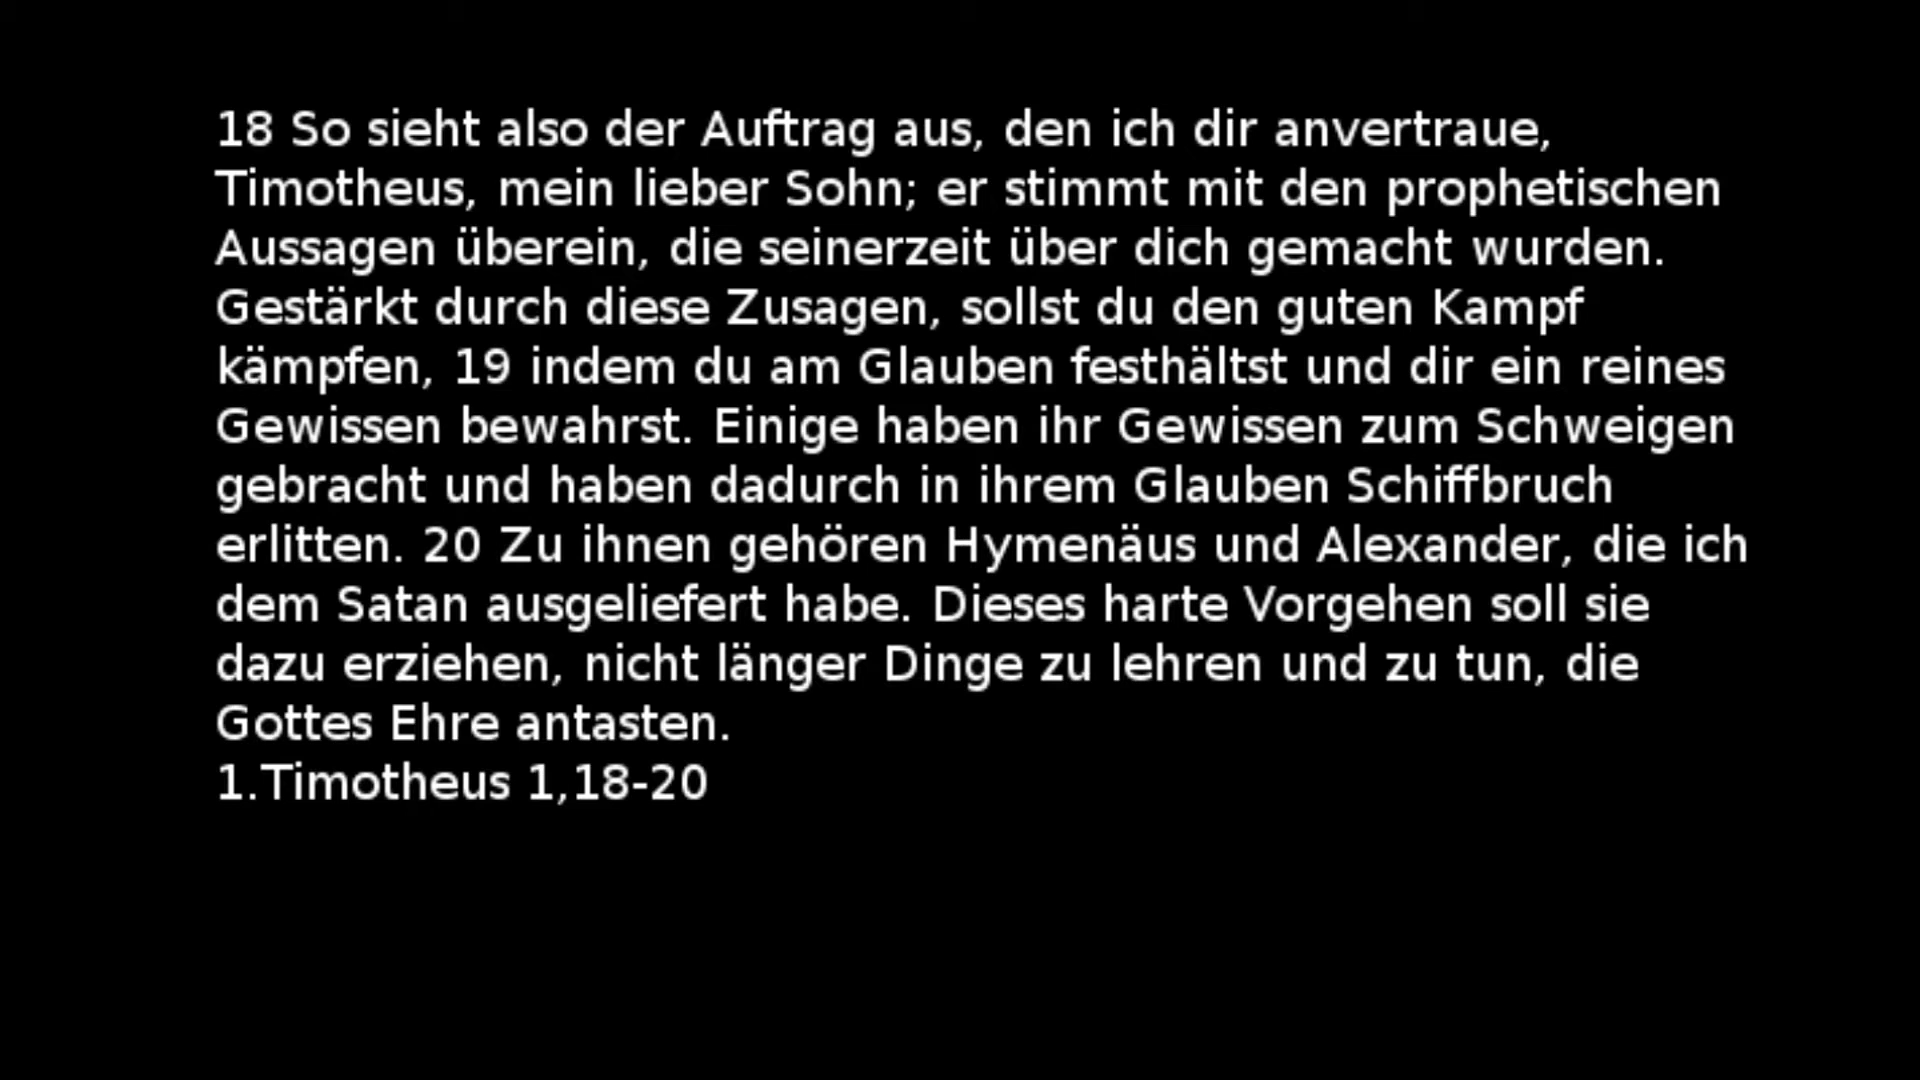 18 So sieht also der Auftrag aus, den ich dir anvertraue,
Timotheus, mein lieber Sohn; er stimmt mit den prophetischen
Aussagen überein, die seinerzeit über dich gemacht wurden.
Gestärkt durch diese Zusagen, sollst du den guten Kampf
kämpfen, 19 indem du am Glauben festhältst und dir ein reines
Gewissen bewahrst. Einige haben ihr Gewissen zum Schweigen
gebracht und haben dadurch in ihrem Glauben Schiffbruch
erlitten. 20 Zu ihnen gehören Hymenäus und Alexander, die ich
dem Satan ausgeliefert habe. Dieses harte Vorgehen soll sie
dazu erziehen, nicht länger Dinge zu lehren und zu tun, die
Gottes Ehre antasten.
1.Timotheus 1,18-20